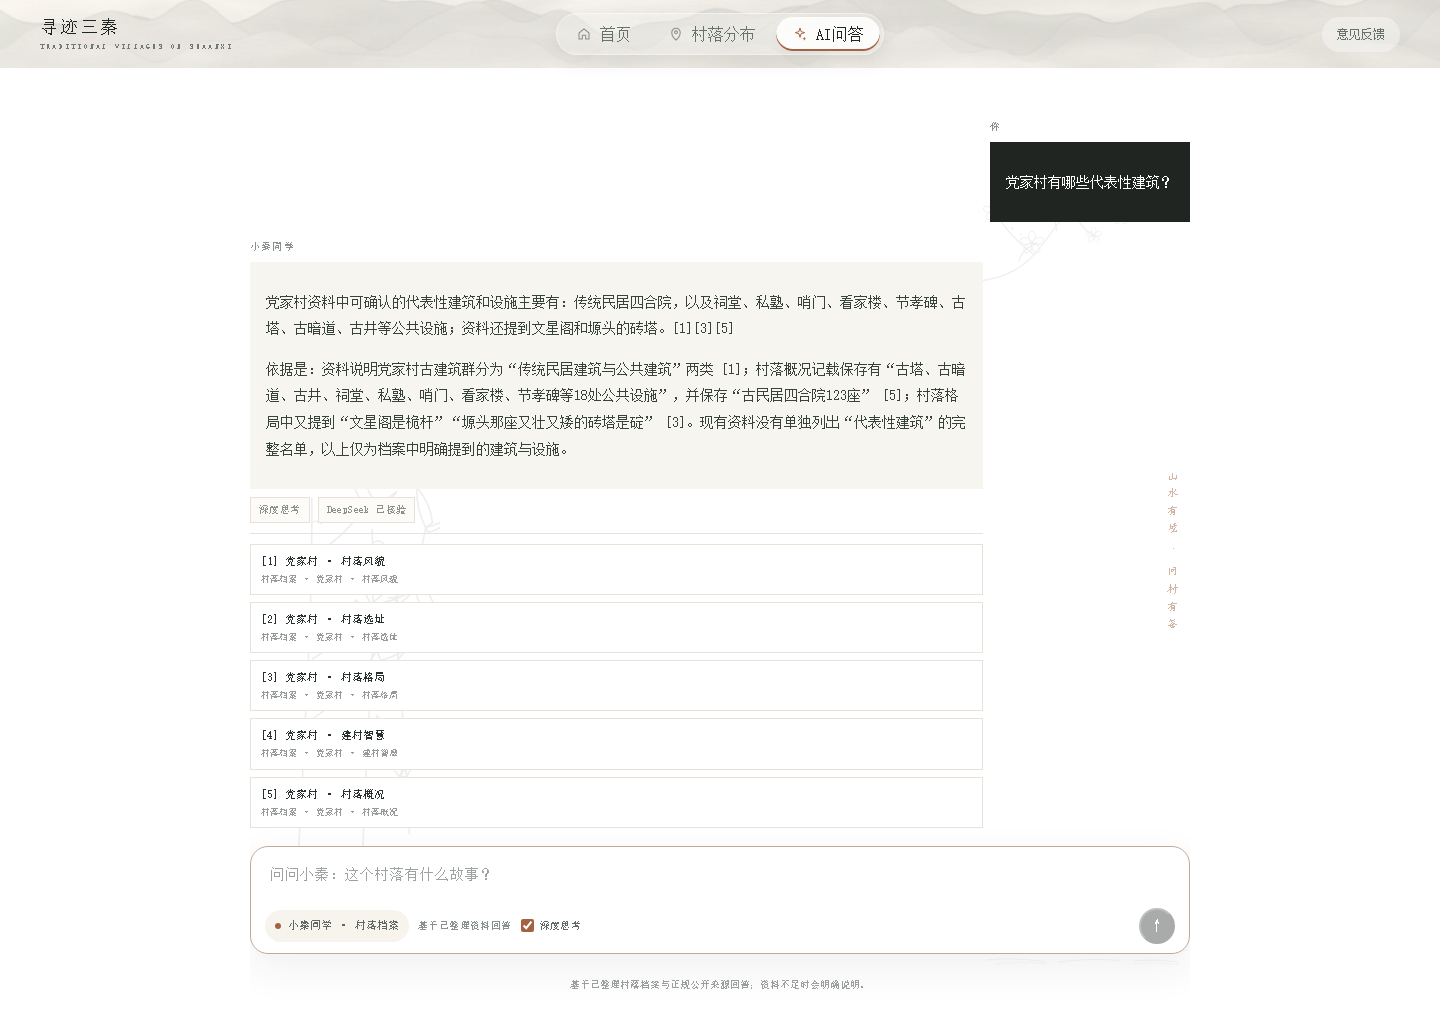 寻迹三秦
TRADITIONAL VILLAGES OF SHAANXI
首页
村落分布
AI问答
意见反馈
你
党家村有哪些代表性建筑？
小秦同学
党家村资料中可确认的代表性建筑和设施主要有：传统民居四合院，以及祠堂、私塾、哨门、看家楼、节孝碑、古
塔、古暗道、古井等公共设施；资料还提到文星阁和塬头的砖塔。[1][3][5]
依据是：资料说明党家村古建筑群分为“传统民居建筑与公共建筑”两类 [1]；村落概况记载保存有“古塔、古暗
道、古井、祠堂、私塾、哨门、看家楼、节孝碑等18处公共设施”，并保存“古民居四合院123座” [5]；村落格
局中又提到“文星阁是桅杆”“塬头那座又壮又矮的砖塔是碇” [3]。现有资料没有单独列出“代表性建筑”的完
整名单，以上仅为档案中明确提到的建筑与设施。
深度思考
DeepSeek 已核验
[1] 党家村 · 村落风貌
村落档案 · 党家村 · 村落风貌
[2] 党家村 · 村落选址
村落档案 · 党家村 · 村落选址
[3] 党家村 · 村落格局
村落档案 · 党家村 · 村落格局
[4] 党家村 · 建村智慧
村落档案 · 党家村 · 建村智慧
[5] 党家村 · 村落概况
村落档案 · 党家村 · 村落概况
山水有灵 · 问村有答
问问小秦：这个村落有什么故事？
小秦同学 · 村落档案
基于已整理资料回答
深度思考
↑
基于已整理村落档案与正规公开来源回答；资料不足时会明确说明。